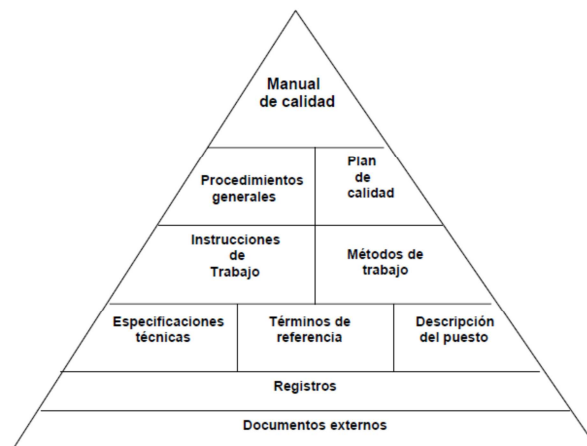 Manual
de calidad
Procedimientos
generales
Plan
de
calidad
Instrucciones
de
Trabajo
Métodos de
trabajo
Especificaciones
técnicas
Términos de
referencia
Descripción
del puesto
Registros
Documentos externos